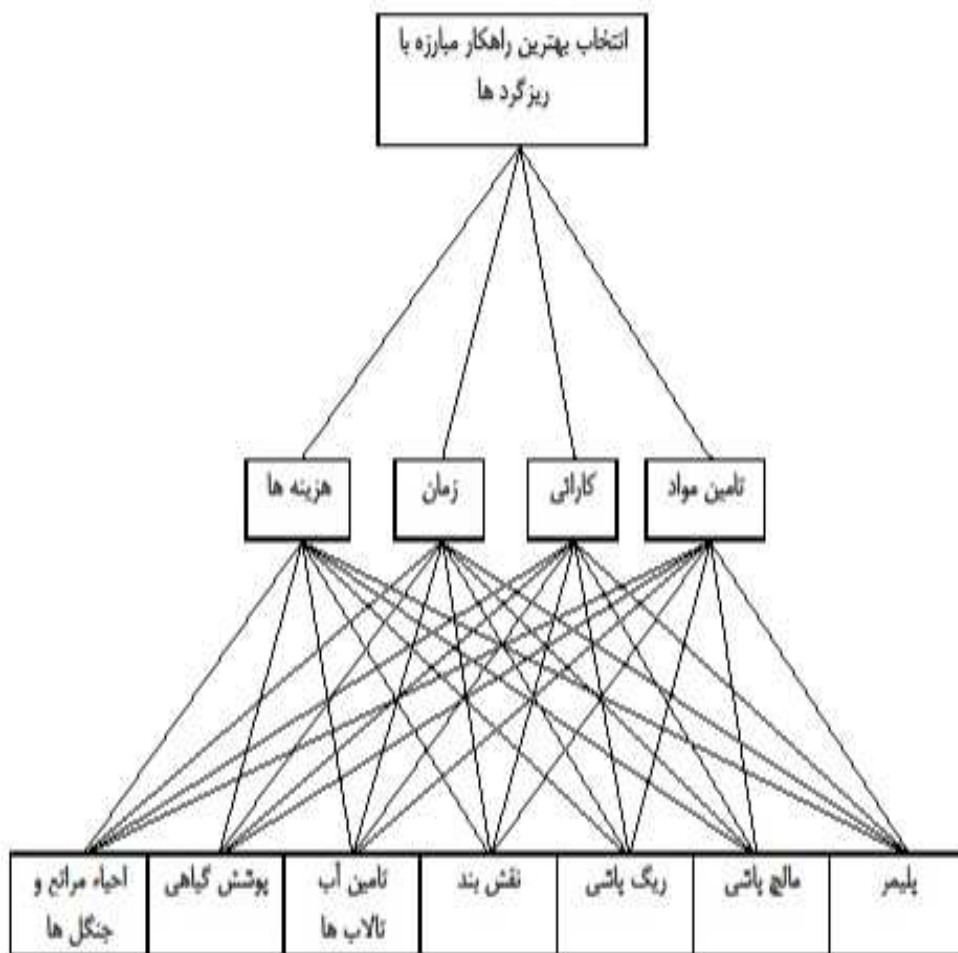 انتخاب بهترین راهکار مبارزه با
ریزگرد ها
تامین مواد
کارائی
زمان
هزینه ها
پلیمر
مالچ پاشی
ریگ پاشی
نقش بند
تامین آب
تالاب ها
پوشش گیاهی
احیاء مراتع و
جنگل ها